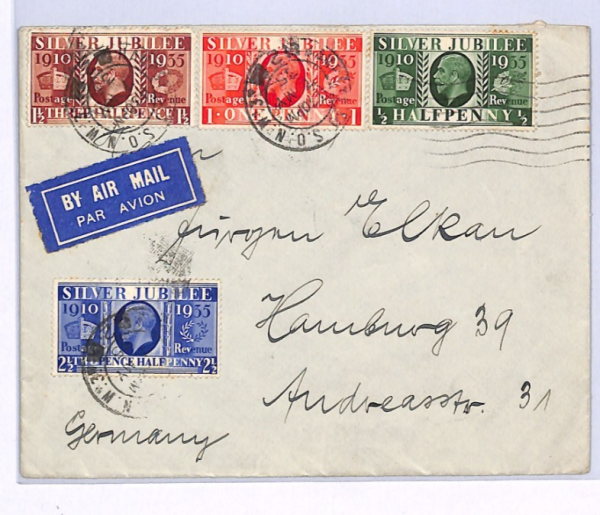 SILVER JUBILEE
1910 1935
Postage Revenue
1½ THREE HALFPENCE 1½
SILVER JUBILEE
1910 1935
Postage Revenue
1 ONE PENNY 1
SILVER JUBILEE
1910 1935
Postage Revenue
½ HALFPENNY ½
BY AIR MAIL
PAR AVION
Jürgen Elkan
SILVER JUBILEE
1910 1935
Postage Revenue
2½ TWOPENCE HALFPENNY 2½
Hamburg 39
Andreasstr. 31
Germany